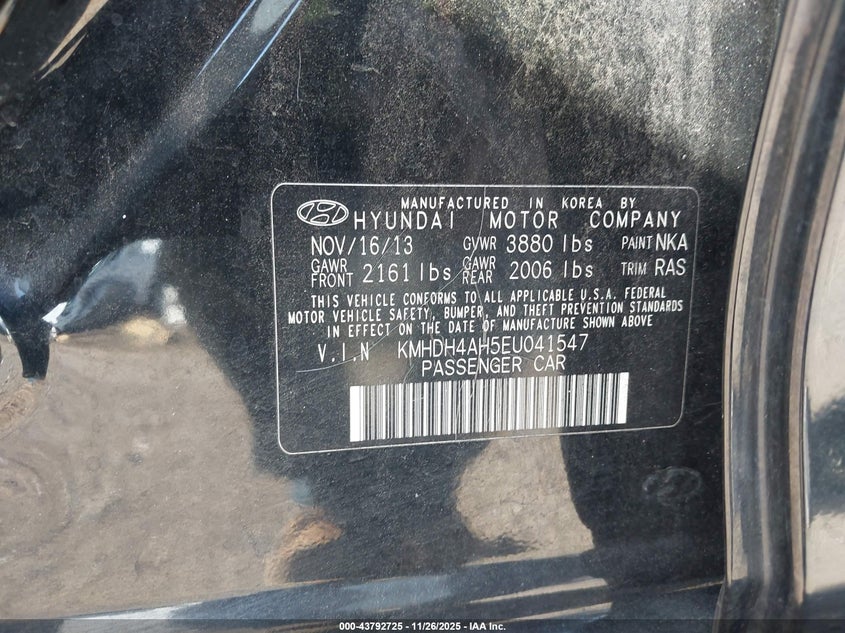 MANUFACTURED IN KOREA BY
HYUNDAI MOTOR COMPANY
NOV/16/13 GVWR 3880 lbs PAINT NKA
GAWR FRONT 2161 lbs GAWR REAR 2006 lbs TRIM RAS
THIS VEHICLE CONFORMS TO ALL APPLICABLE U.S.A. FEDERAL
MOTOR VEHICLE SAFETY, BUMPER, AND THEFT PREVENTION STANDARDS
IN EFFECT ON THE DATE OF MANUFACTURE SHOWN ABOVE
V.I.N KMHDH4AH5EU041547
PASSENGER CAR
000-43792725 - 11/26/2025 - IAA Inc.